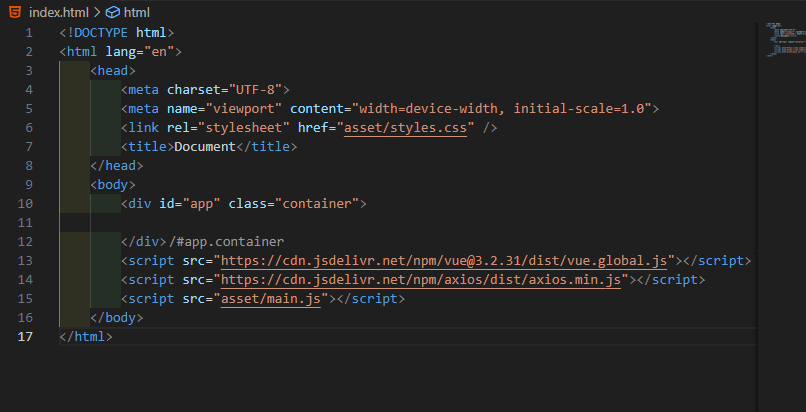 index.html > html
1 <!DOCTYPE html>
2 <html lang="en">
3 <head>
4 <meta charset="UTF-8">
5 <meta name="viewport" content="width=device-width, initial-scale=1.0">
6 <link rel="stylesheet" href="asset/styles.css" />
7 <title>Document</title>
8 </head>
9 <body>
10 <div id="app" class="container">
11
12 </div>/#app.container
13 <script src="https://cdn.jsdelivr.net/npm/vue@3.2.31/dist/vue.global.js"></script>
14 <script src="https://cdn.jsdelivr.net/npm/axios/dist/axios.min.js"></script>
15 <script src="asset/main.js"></script>
16 </body>
17 </html>